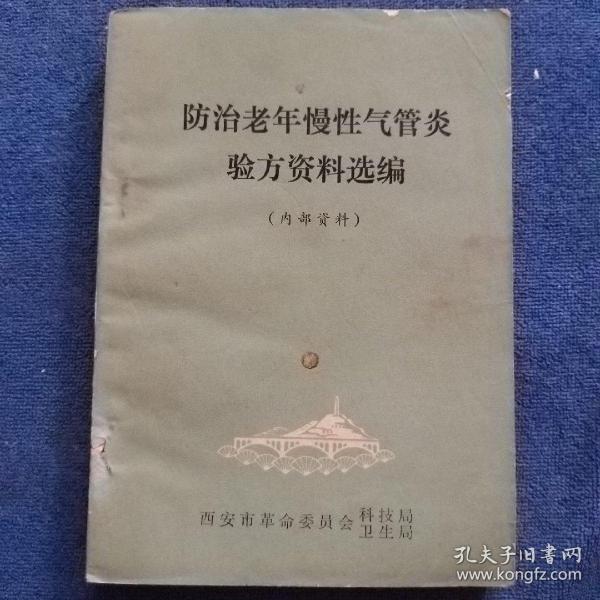 防治老年慢性气管炎
验方资料选编
(内部资料)
西安市革命委员会 科技局
卫生局
孔夫子旧书网
www.kongfz.com